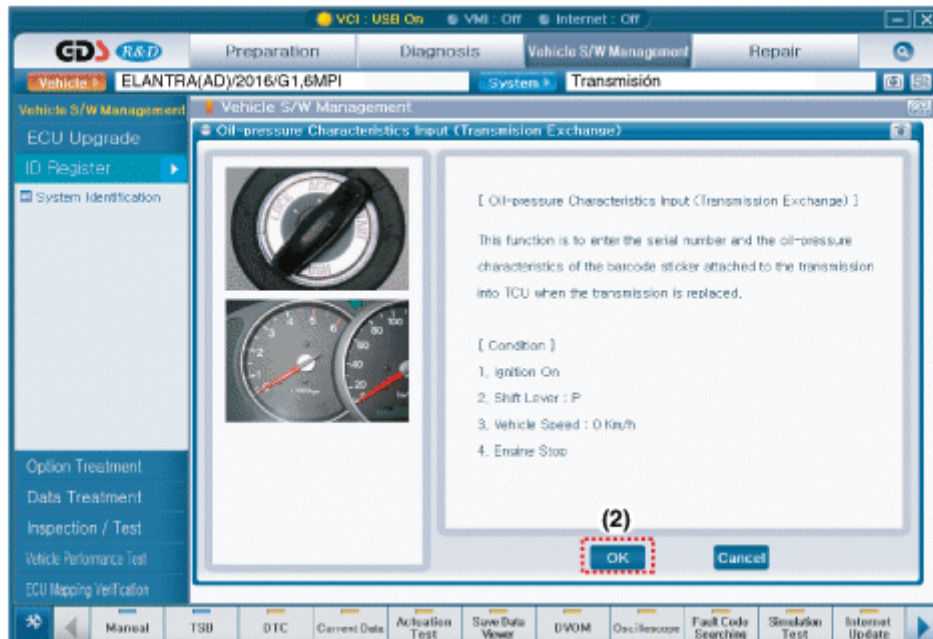 VCI : USB On VMI : Off Internet : Off
GDS R&D Preparation Diagnosis Vehicle S/W Management Repair
Vehicle ELANTRA(AD)/2016/G1,6MPI System Transmisión
Vehicle S/W Management
Vehicle S/W Management
ECU Upgrade
Oil-pressure Characteristics Input (Transmision Exchange)
ID Register
System Identification
[ Oil-pressure Characteristics Input (Transmission Exchange) ]
This function is to enter the serial number and the oil-pressure
characteristics of the barcode sticker attached to the transmission
into TCU when the transmission is replaced.
[ Condition ]
1, Ignition On
2, Shift Lever : P
3, Vehicle Speed : 0 Km/h
4. Engine Stop
Option Treatment
Data Treatment
Inspection / Test
Vehicle Performance Test
ECU Mapping Verification
(2)
OK Cancel
Manual TSB DTC Current Data Actuation Test Save Data Viewer DVOM Oscilloscope Fault Code Searching Simulation Test Internet Update